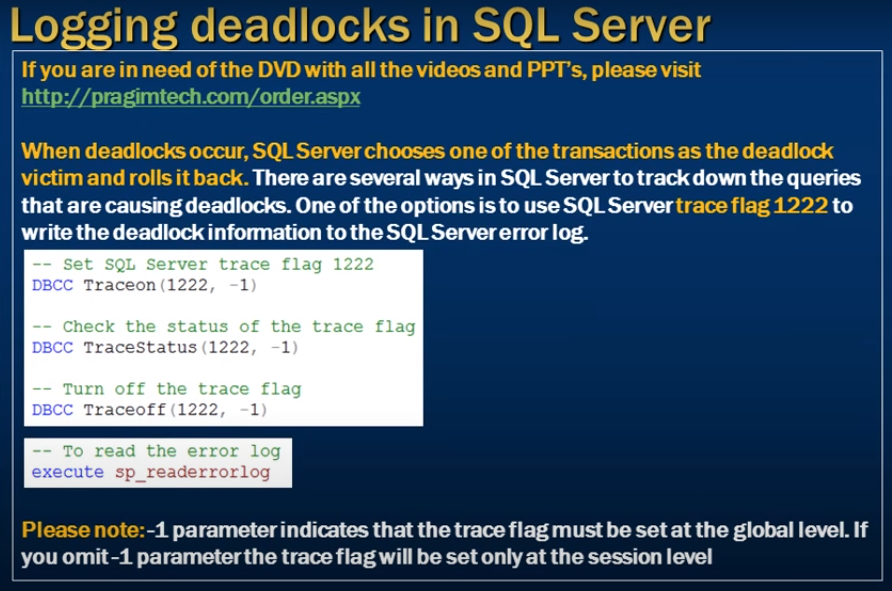 Logging deadlocks in SQL Server
If you are in need of the DVD with all the videos and PPT's, please visit
http://pragimtech.com/order.aspx
When deadlocks occur, SQL Server chooses one of the transactions as the deadlock
victim and rolls it back. There are several ways in SQL Server to track down the queries
that are causing deadlocks. One of the options is to use SQL Server trace flag 1222 to
write the deadlock information to the SQL Server error log.
-- Set SQL Server trace flag 1222
DBCC Traceon(1222, -1)
-- Check the status of the trace flag
DBCC TraceStatus(1222, -1)
-- Turn off the trace flag
DBCC Traceoff(1222, -1)
-- To read the error log
execute sp_readerrorlog
Please note: -1 parameter indicates that the trace flag must be set at the global level. If
you omit -1 parameter the trace flag will be set only at the session level